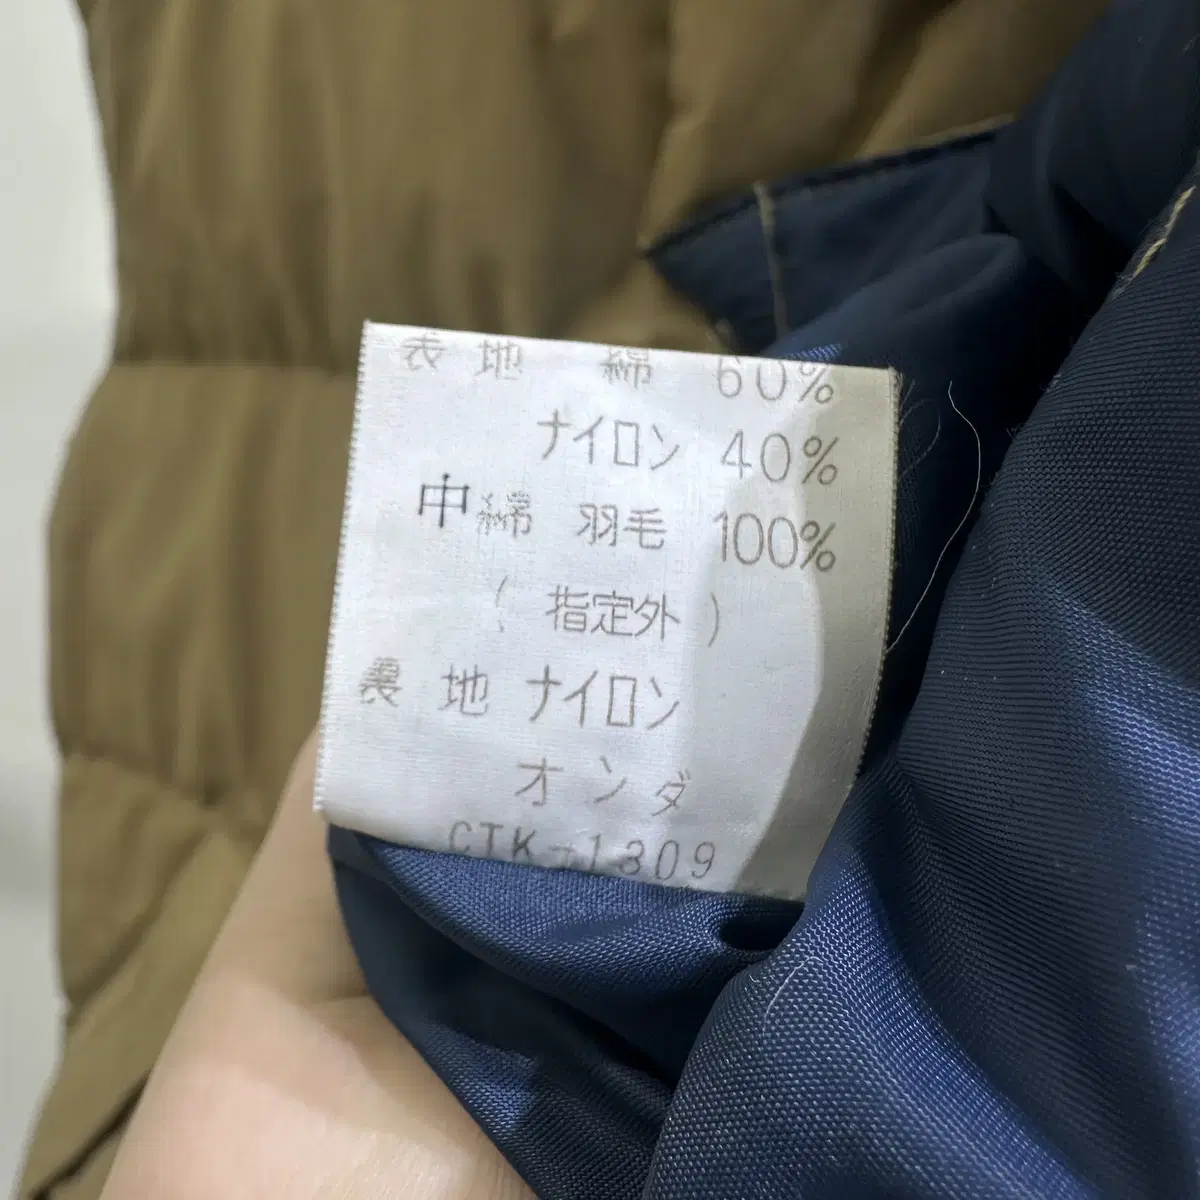 表地 綿 60%
ナイロン 40%
中綿 羽毛 100%
( 指定外 )
裏地 ナイロン
オンダ
CTK-1309